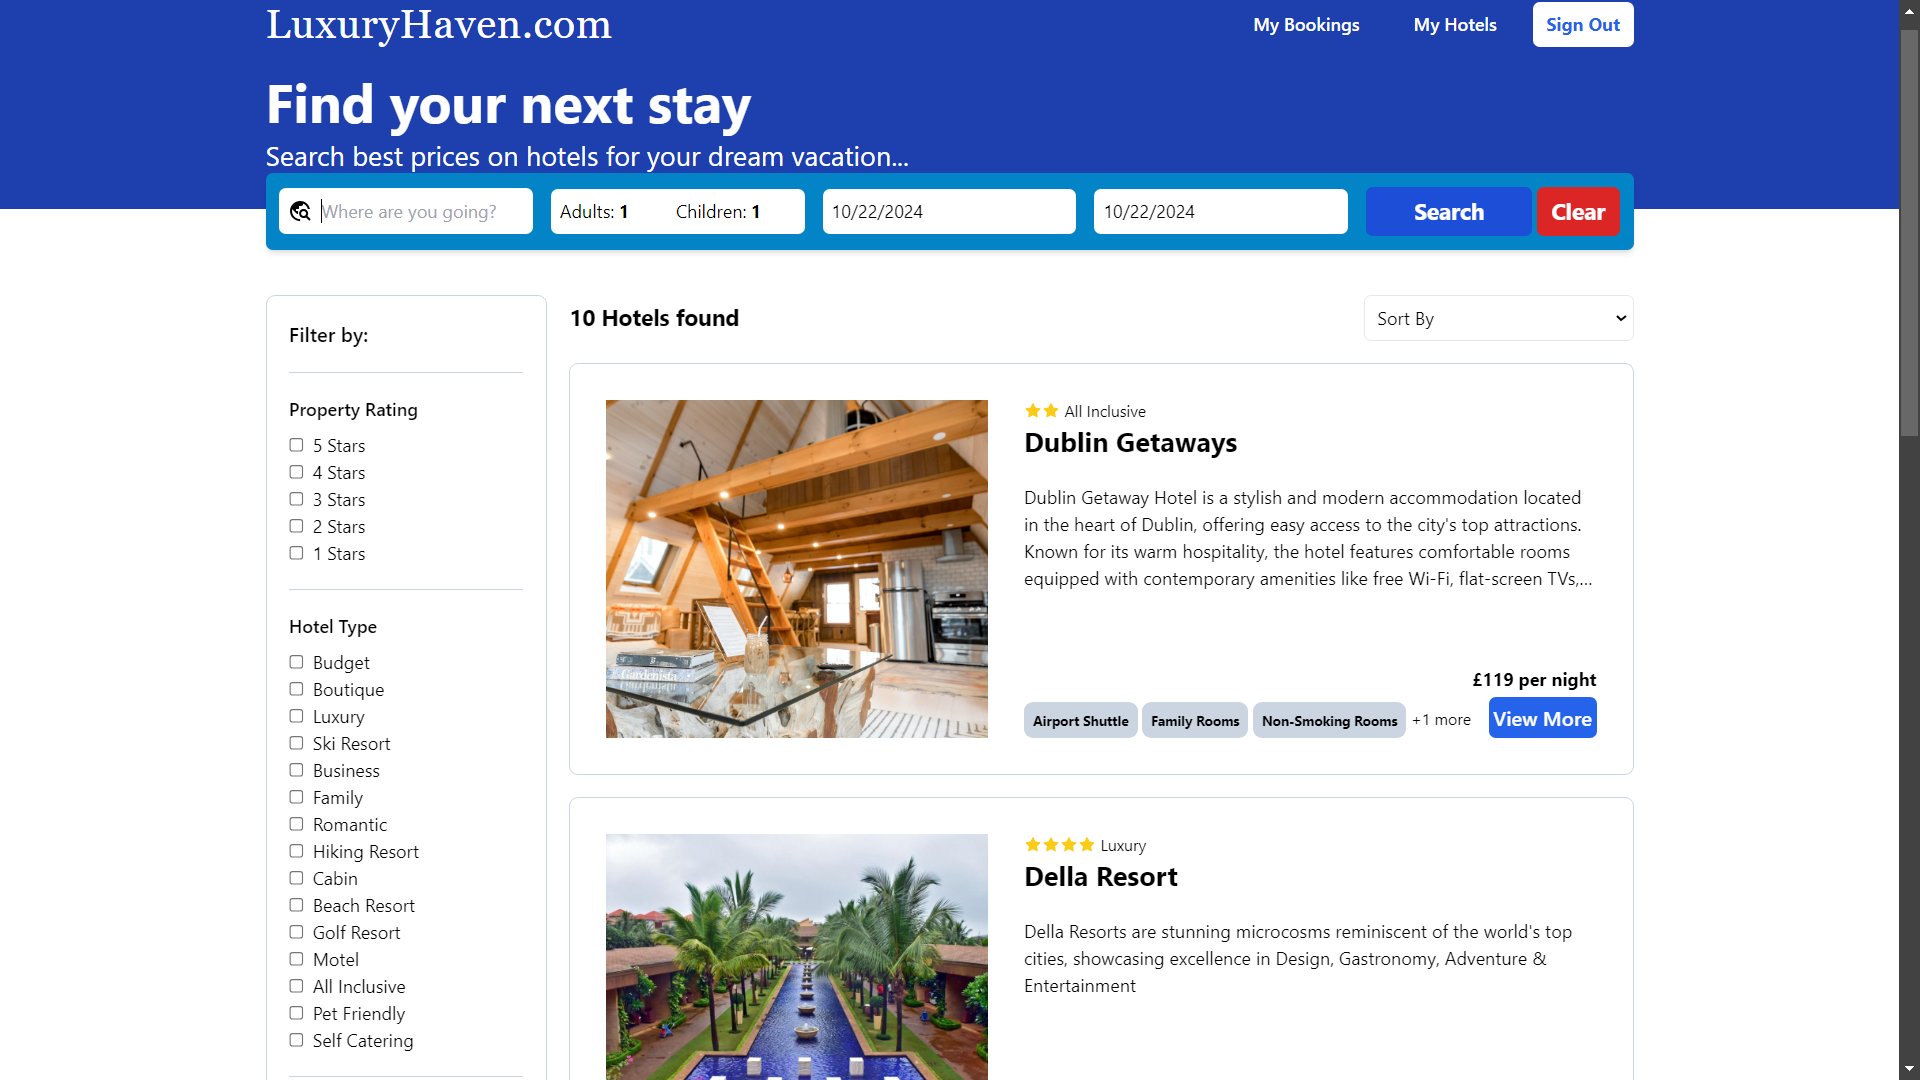 LuxuryHaven.com
My Bookings
My Hotels
Sign Out
Find your next stay
Search best prices on hotels for your dream vacation...
Where are you going?
Adults: 1
Children: 1
10/22/2024
10/22/2024
Search
Clear
Filter by:
Property Rating
5 Stars
4 Stars
3 Stars
2 Stars
1 Stars
Hotel Type
Budget
Boutique
Luxury
Ski Resort
Business
Family
Romantic
Hiking Resort
Cabin
Beach Resort
Golf Resort
Motel
All Inclusive
Pet Friendly
Self Catering
10 Hotels found
Sort By
All Inclusive
Dublin Getaways
Dublin Getaway Hotel is a stylish and modern accommodation located
in the heart of Dublin, offering easy access to the city's top attractions.
Known for its warm hospitality, the hotel features comfortable rooms
equipped with contemporary amenities like free Wi-Fi, flat-screen TVs,...
£119 per night
Airport Shuttle
Family Rooms
Non-Smoking Rooms
+1 more
View More
Gardenista
Luxury
Della Resort
Della Resorts are stunning microcosms reminiscent of the world's top
cities, showcasing excellence in Design, Gastronomy, Adventure &
Entertainment